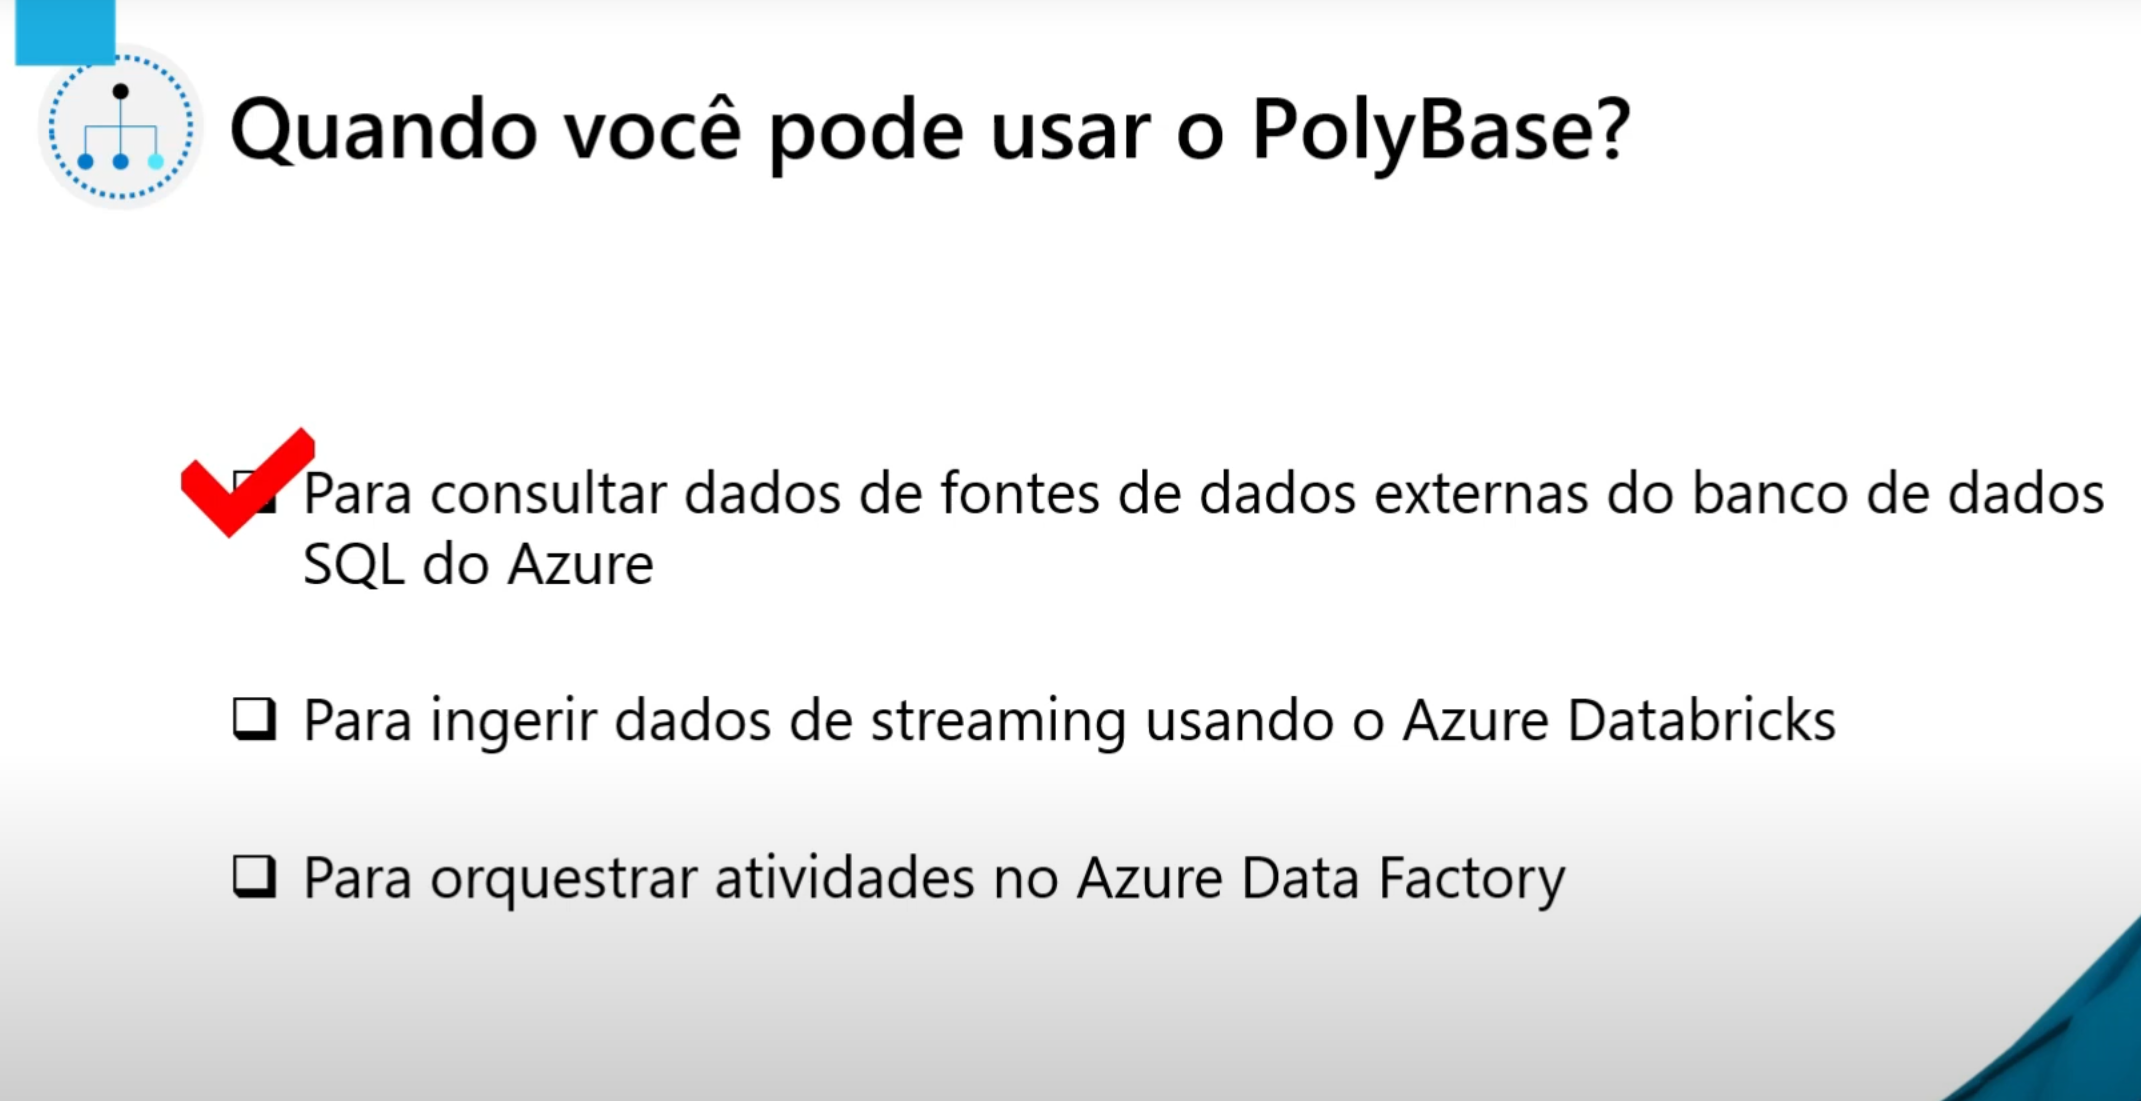 Quando você pode usar o PolyBase?
Para consultar dados de fontes de dados externas do banco de dados
SQL do Azure
Para ingerir dados de streaming usando o Azure Databricks
Para orquestrar atividades no Azure Data Factory